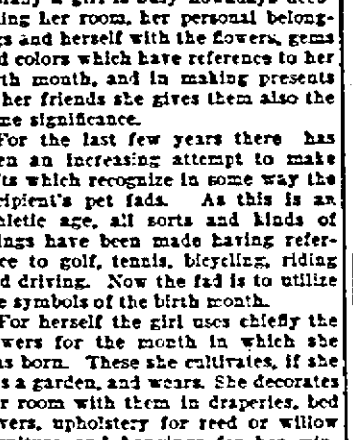 ing her room, her personal belong-
gs and herself with the flowers, gems
d colors which have reference to her
rth month, and in making presents
her friends she gives them also the
me significance.
For the last few years there has
en an increasing attempt to make
ts which recognize in some way the
cipient's pet fads. As this is an
hletic age, all sorts and kinds of
ings have been made having refer-
ce to golf, tennis, bicycling, riding
d driving. Now the fad is to utilize
e symbols of the birth month.
For herself the girl uses chiefly the
wers for the month in which she
as born. These she cultivates, if she
s a garden, and wears. She decorates
r room with them in draperies, bed
vers, upholstery for reed or willow